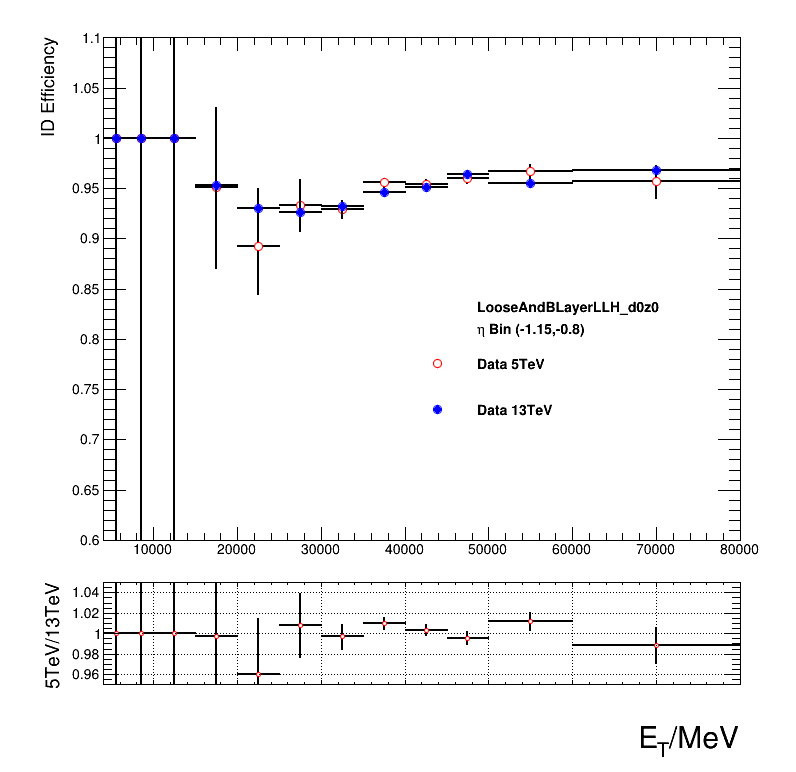 ID Efficiency
1.1
1.05
1
0.95
0.9
0.85
0.8
0.75
0.7
0.65
0.6
LooseAndBLayerLLH_d0z0
η Bin (-1.15,-0.8)
Data 5TeV
Data 13TeV
10000 20000 30000 40000 50000 60000 70000 80000
5TeV/13TeV
1.04
1.02
1
0.98
0.96
E_T/MeV